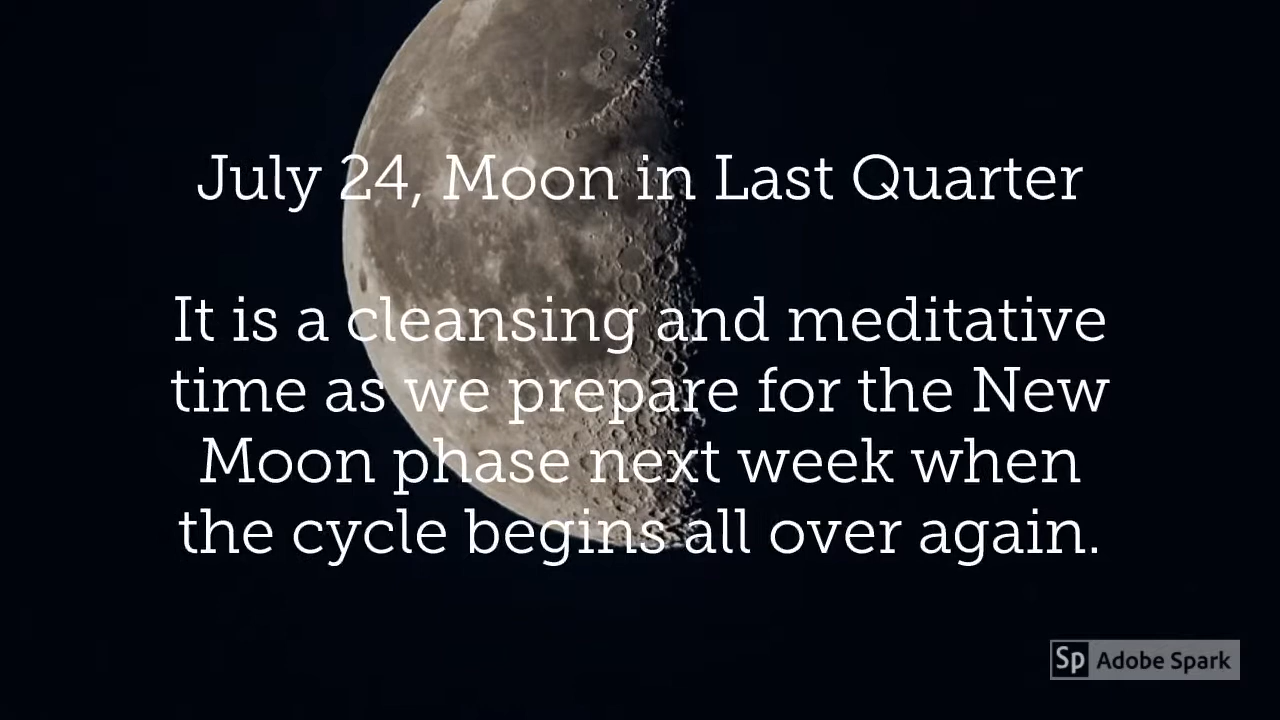 July 24, Moon in Last Quarter
It is a cleansing and meditative
time as we prepare for the New
Moon phase next week when
the cycle begins all over again.
Sp Adobe Spark